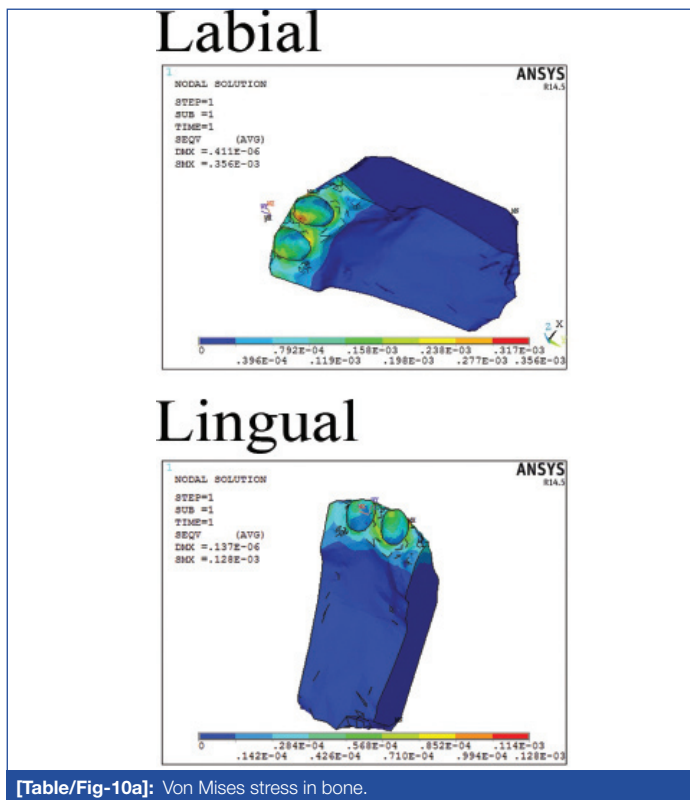 Labial
1
ANSYS
R14.5
NODAL SOLUTION
STEP=1
SUB =1
TIME=1
SEQV (AVG)
DMX =.411E-06
SMX =.356E-03
MN
X
Z
0 .792E-04 .158E-03 .238E-03 .317E-03
.396E-04 .119E-03 .198E-03 .277E-03 .356E-03
Lingual
1
ANSYS
R14.5
NODAL SOLUTION
STEP=1
SUB =1
TIME=1
SEQV (AVG)
DMX =.137E-06
SMX =.128E-03
0 .284E-04 .568E-04 .852E-04 .114E-03
.142E-04 .426E-04 .710E-04 .994E-04 .128E-03
[Table/Fig-10a]: Von Mises stress in bone.